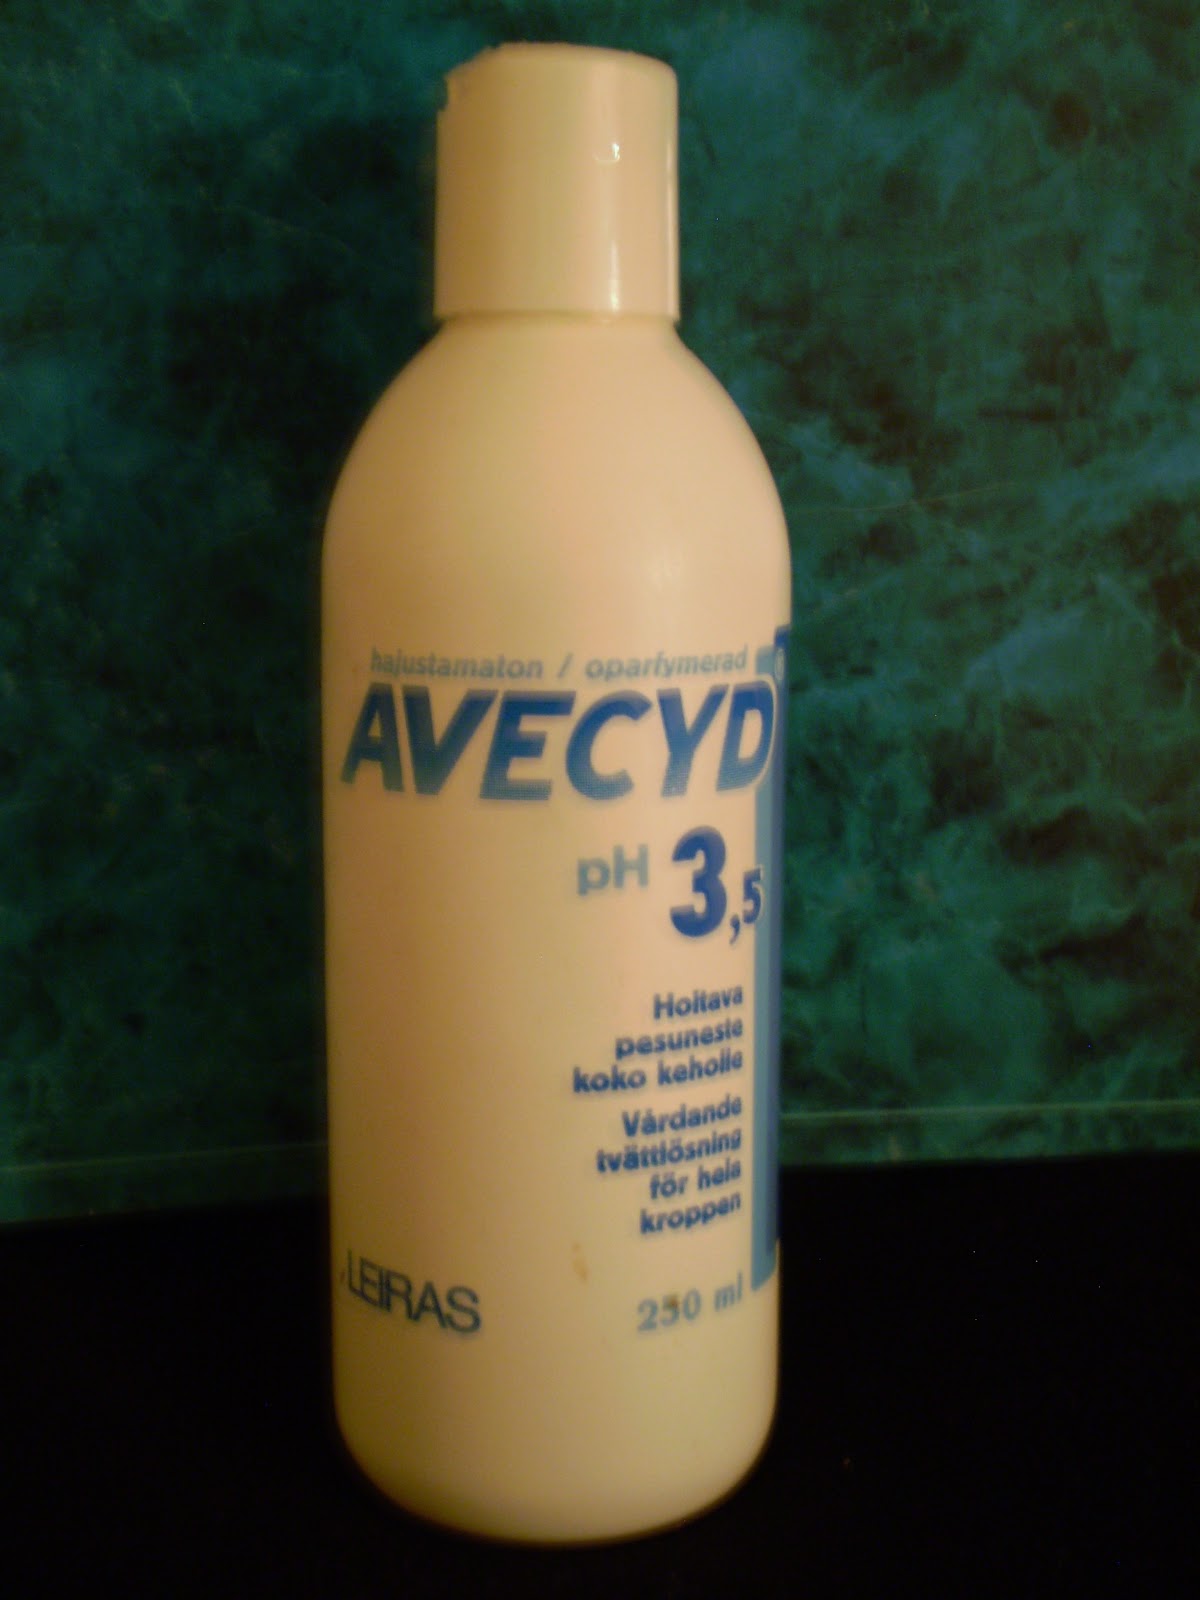 hajustamaton / oparfymerad
AVECYD®
pH 3,5
Hoitava
pesuneste
koko keholle
Vårdande
tvättlösning
för hela
kroppen
LEIRAS
250 ml